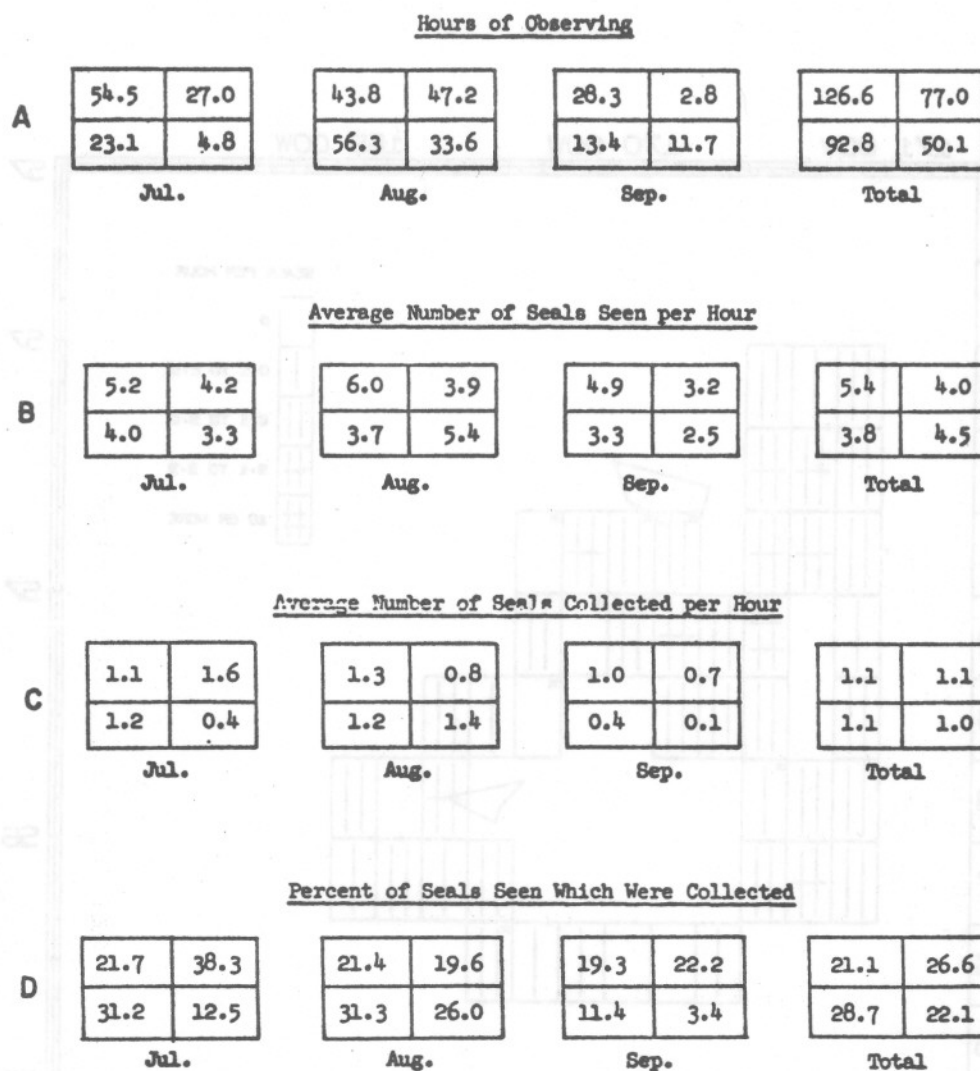 Hours of Observing
A
54.5 27.0 43.8 47.2 28.3 2.8 126.6 77.0
23.1 4.8 56.3 33.6 13.4 11.7 92.8 50.1
Jul. Aug. Sep. Total
Average Number of Seals Seen per Hour
B
5.2 4.2 6.0 3.9 4.9 3.2 5.4 4.0
4.0 3.3 3.7 5.4 3.3 2.5 3.8 4.5
Jul. Aug. Sep. Total
Average Number of Seals Collected per Hour
C
1.1 1.6 1.3 0.8 1.0 0.7 1.1 1.1
1.2 0.4 1.2 1.4 0.4 0.1 1.1 1.0
Jul. Aug. Sep. Total
Percent of Seals Seen Which Were Collected
D
21.7 38.3 21.4 19.6 19.3 22.2 21.1 26.6
31.2 12.5 31.3 26.0 11.4 3.4 28.7 22.1
Jul. Aug. Sep. Total